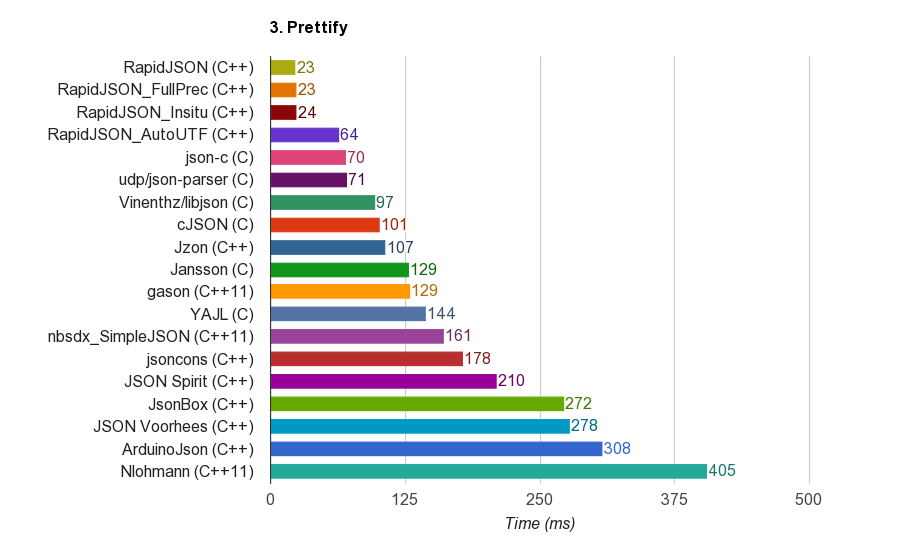 3. Prettify
RapidJSON (C++) 23
RapidJSON_FullPrec (C++) 23
RapidJSON_Insitu (C++) 24
RapidJSON_AutoUTF (C++) 64
json-c (C) 70
udp/json-parser (C) 71
Vinenthz/libjson (C) 97
cJSON (C) 101
Jzon (C++) 107
Jansson (C) 129
gason (C++11) 129
YAJL (C) 144
nbsdx_SimpleJSON (C++11) 161
jsoncons (C++) 178
JSON Spirit (C++) 210
JsonBox (C++) 272
JSON Voorhees (C++) 278
ArduinoJson (C++) 308
Nlohmann (C++11) 405
0 125 250 375 500
Time (ms)